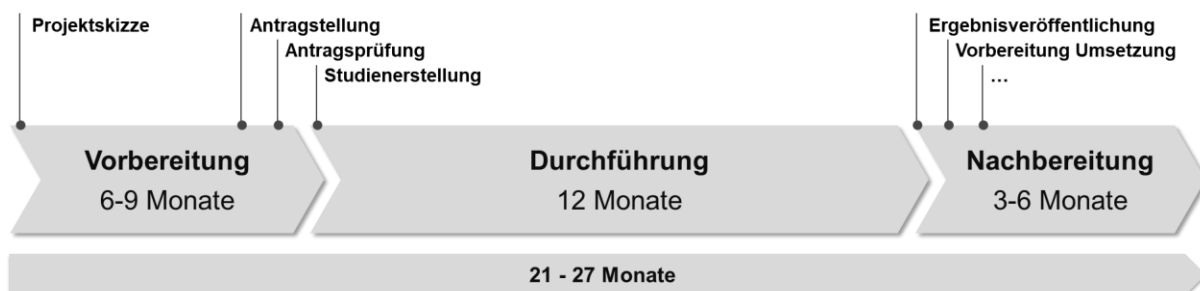 Projektskizze
Antragstellung
Antragsprüfung
Studienerstellung
Ergebnisveröffentlichung
Vorbereitung Umsetzung
...
Vorbereitung
6-9 Monate
Durchführung
12 Monate
Nachbereitung
3-6 Monate
21 - 27 Monate